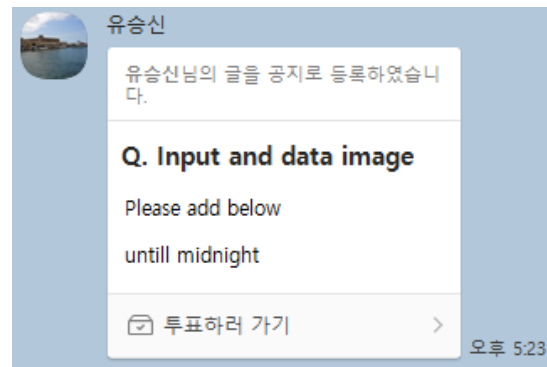 유승신
유승신님의 글을 공지로 등록하였습니
다.
Q. Input and data image
Please add below
untill midnight
투표하러 가기
오후 5:23